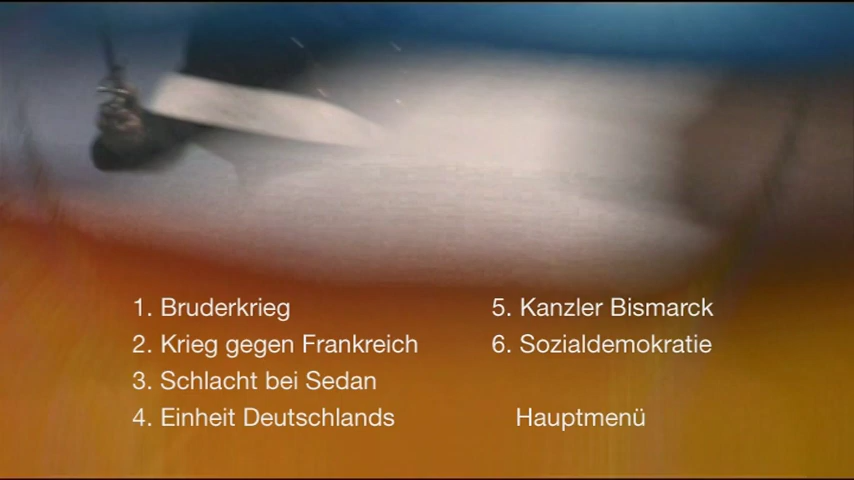 1. Bruderkrieg
2. Krieg gegen Frankreich
3. Schlacht bei Sedan
4. Einheit Deutschlands
5. Kanzler Bismarck
6. Sozialdemokratie
Hauptmenü